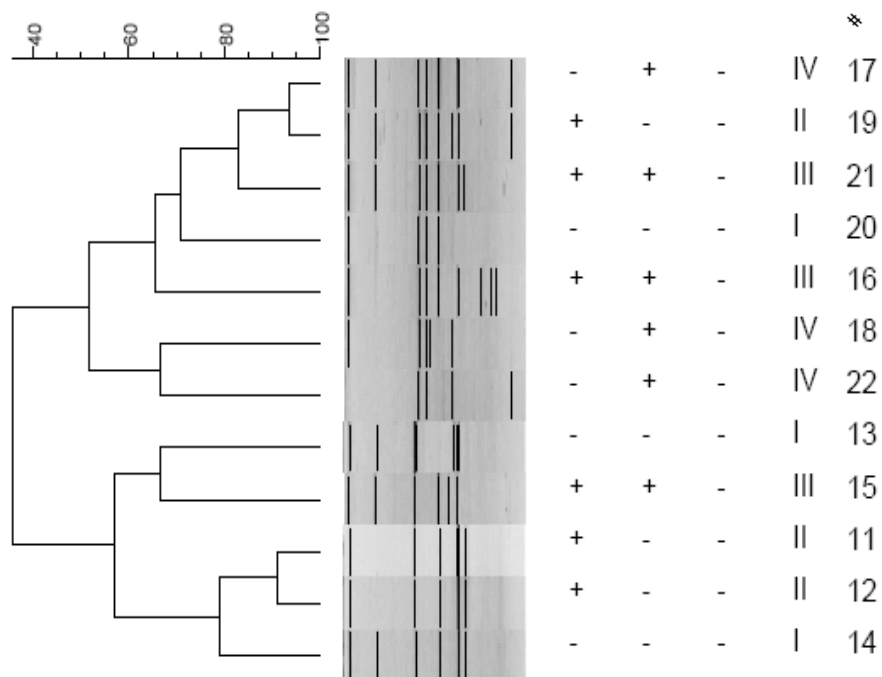 #
40 60 80 100
- + - IV 17
+ - - II 19
+ + - III 21
- - - I 20
+ + - III 16
- + - IV 18
- + - IV 22
- - - I 13
+ + - III 15
+ - - II 11
+ - - II 12
- - - I 14